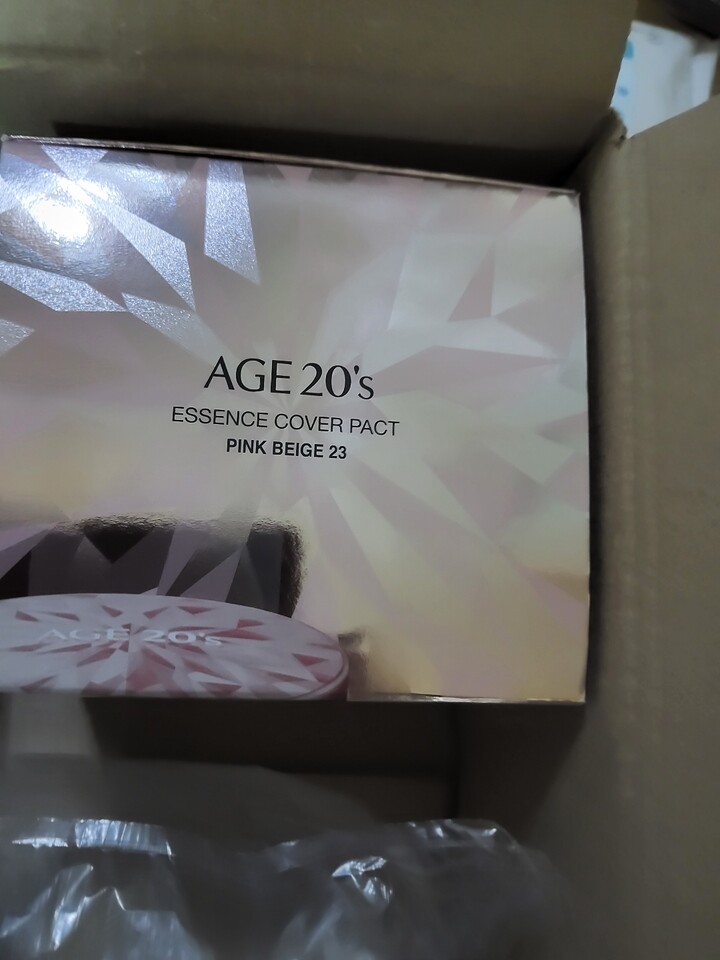 AGE 20's
ESSENCE COVER PACT
PINK BEIGE 23
AGE 20's